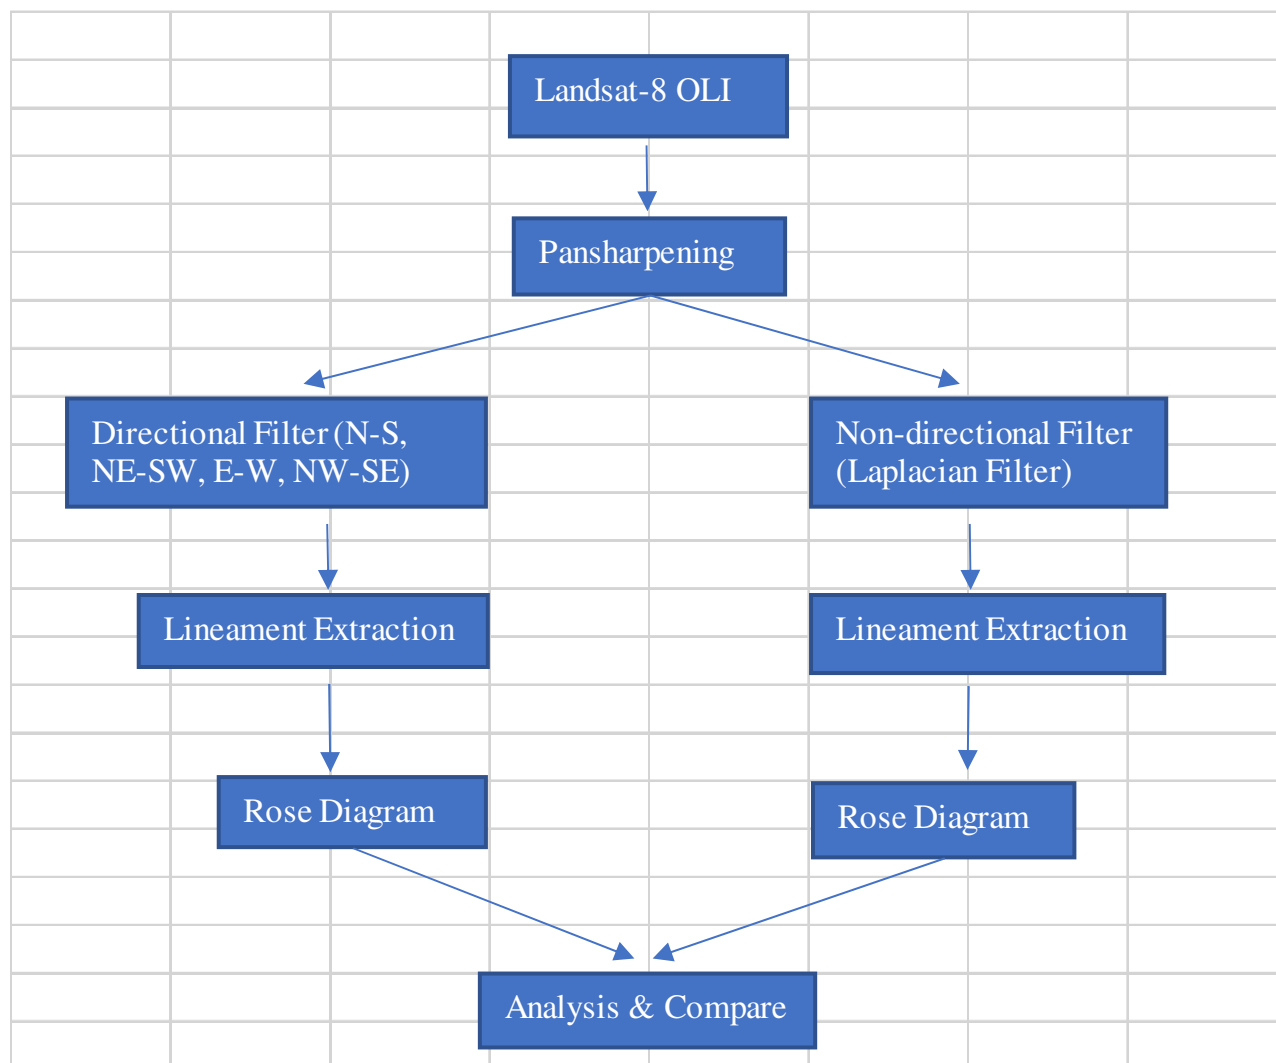 Landsat-8 OLI
Pansharpening
Directional Filter (N-S,
NE-SW, E-W, NW-SE)
Non-directional Filter
(Laplacian Filter)
Lineament Extraction
Lineament Extraction
Rose Diagram
Rose Diagram
Analysis & Compare